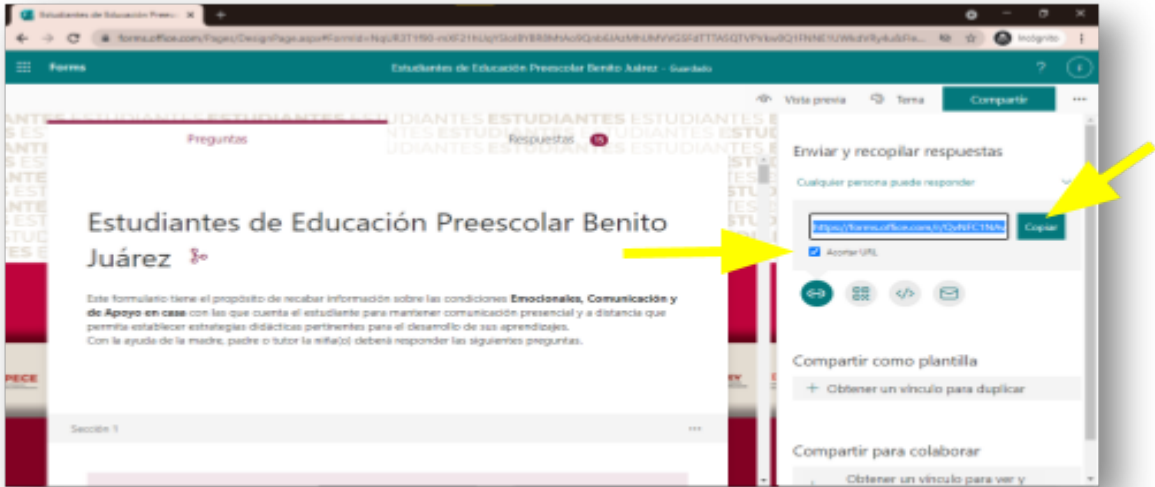 Estudiantes de Educación Preesc
Incógnito
Forms
Estudiantes de Educación Preescolar Benito Juárez - Guardado
?
Vista previa
Tema
Compartir
...
Preguntas
Respuestas
ESTUDIANTES
Enviar y recopilar respuestas
Cualquier persona puede responder
Copiar
Acortar URL
Estudiantes de Educación Preescolar Benito
Juárez
Este formulario tiene el propósito de recabar información sobre las condiciones Emocionales, Comunicación y
de Apoyo en casa con las que cuenta el estudiante para mantener comunicación presencial y a distancia que
permita establecer estrategias didácticas pertinentes para el desarrollo de sus aprendizajes.
Con la ayuda de la madre, padre o tutor la niña(o) deberá responder las siguientes preguntas.
Compartir como plantilla
+ Obtener un vínculo para duplicar
PECE
Sección 1
...
Compartir para colaborar
Obtener un vínculo para ver y